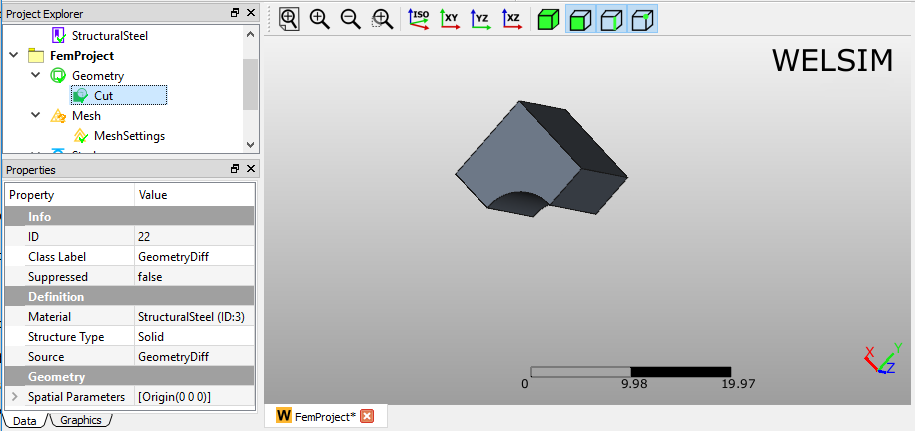 Project Explorer
StructuralSteel
FemProject
Geometry
Cut
Mesh
MeshSettings
Properties
Property Value
Info
ID 22
Class Label GeometryDiff
Suppressed false
Definition
Material StructuralSteel (ID:3)
Structure Type Solid
Source GeometryDiff
Geometry
Spatial Parameters [Origin(0 0 0)]
Data Graphics
ISO XY YZ XZ
WELSIM
0 9.98 19.97
X Y Z
W FemProject*